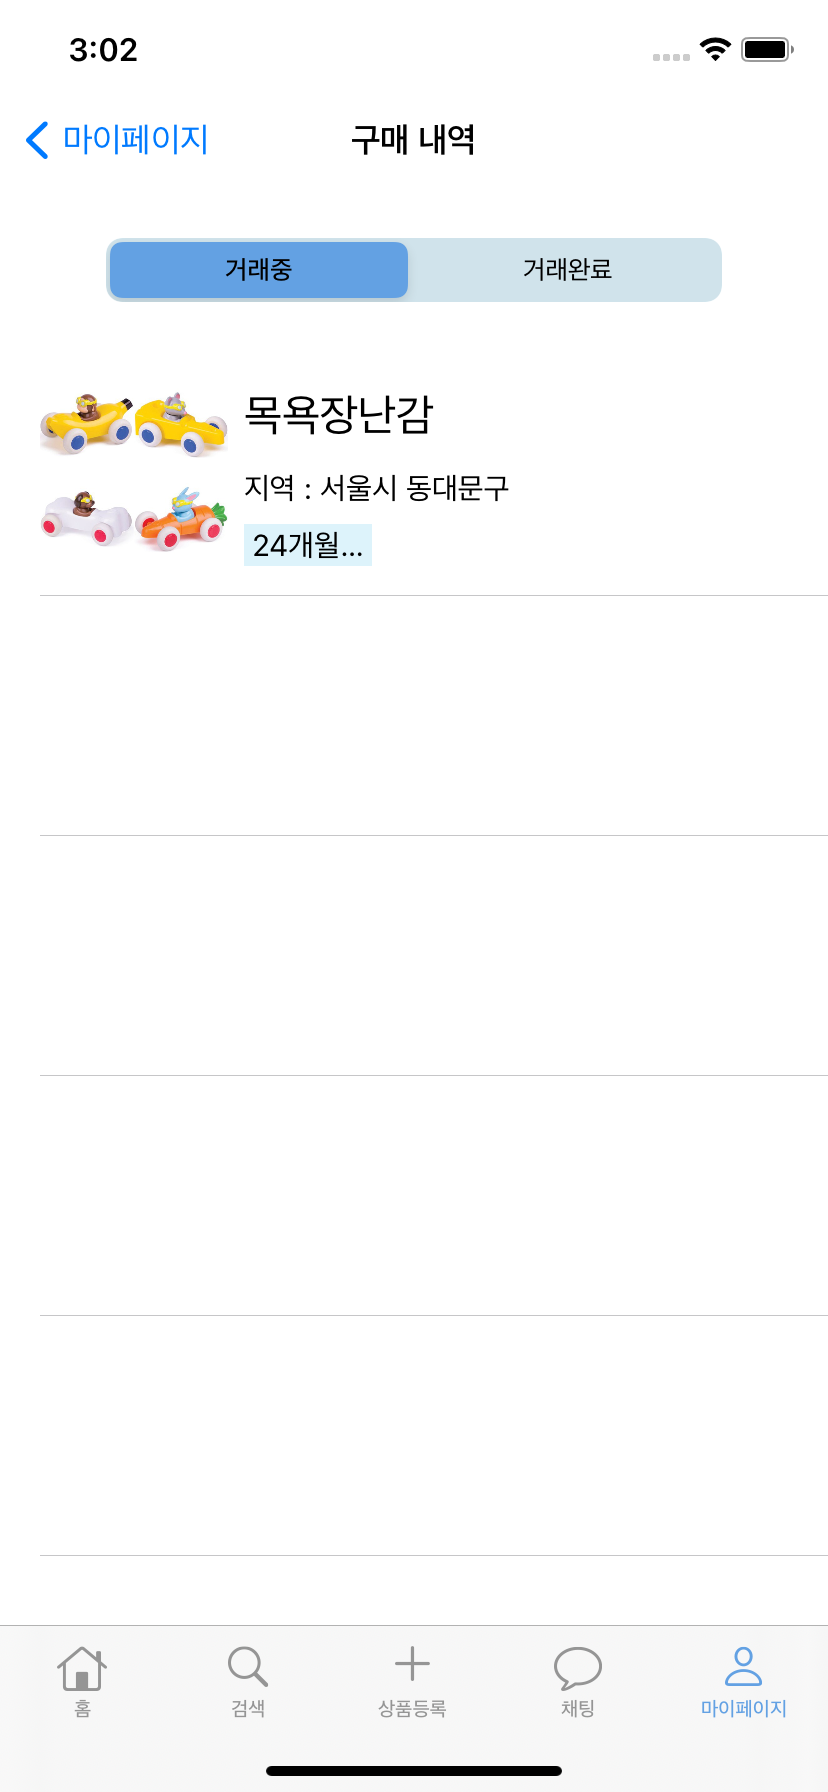 3:02
마이페이지
구매 내역
거래중
거래완료
목욕장난감
지역 : 서울시 동대문구
24개월...
홈
검색
상품등록
채팅
마이페이지